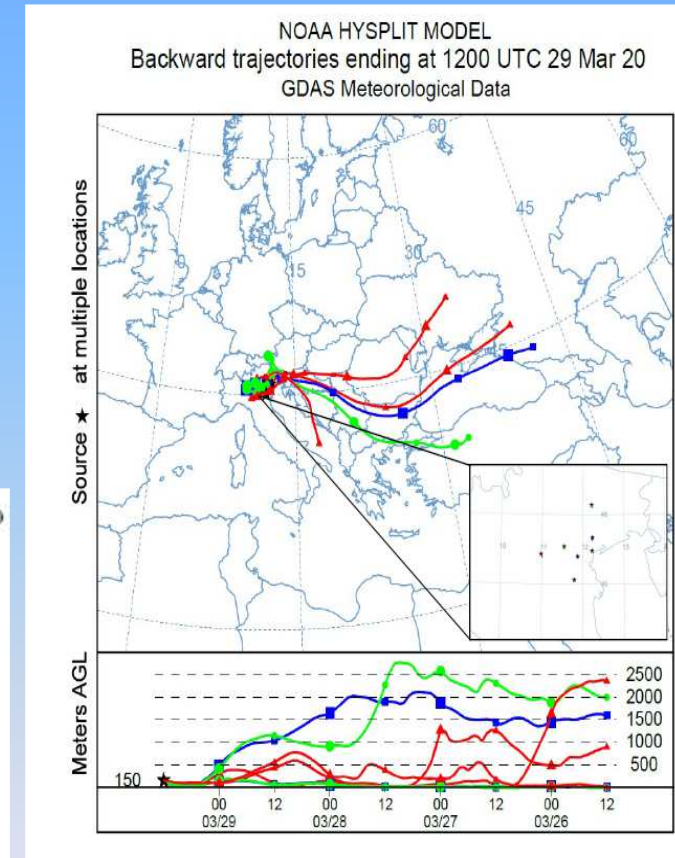 NOAA HYSPLIT MODEL
Backward trajectories ending at 1200 UTC 29 Mar 20
GDAS Meteorological Data
Source ★ at multiple locations
60
60
45
30
15
Meters AGL
150
2500
2000
1500
1000
500
00 12 00 12 00 12 00 12
03/29 03/28 03/27 03/26